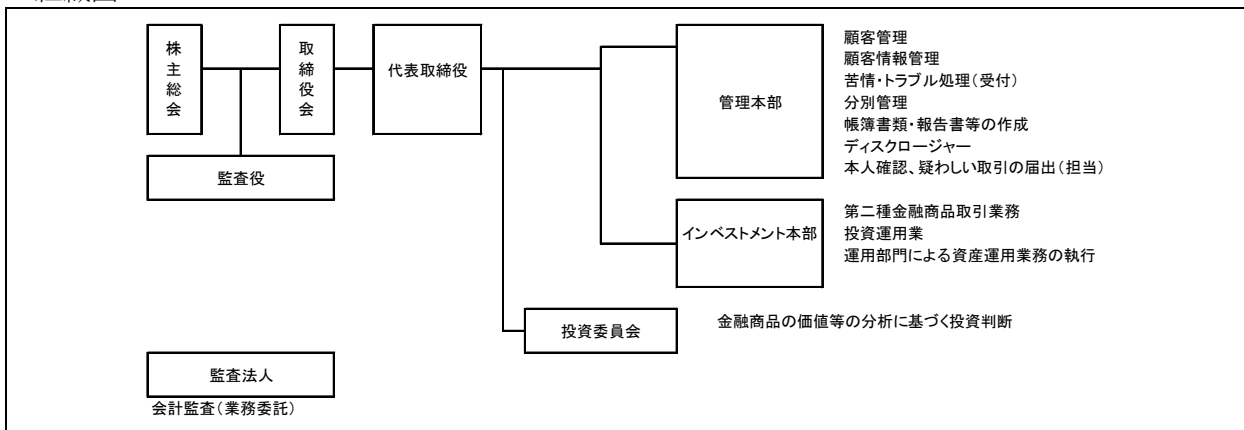 株主総会
取締役会
代表取締役
監査役
管理本部
顧客管理
顧客情報管理
苦情・トラブル処理（受付）
分別管理
帳簿書類・報告書等の作成
ディスクロージャー
本人確認、疑わしい取引の届出（担当）
インベストメント本部
第二種金融商品取引業務
投資運用業
運用部門による資産運用業務の執行
投資委員会
金融商品の価値等の分析に基づく投資判断
監査法人
会計監査（業務委託）